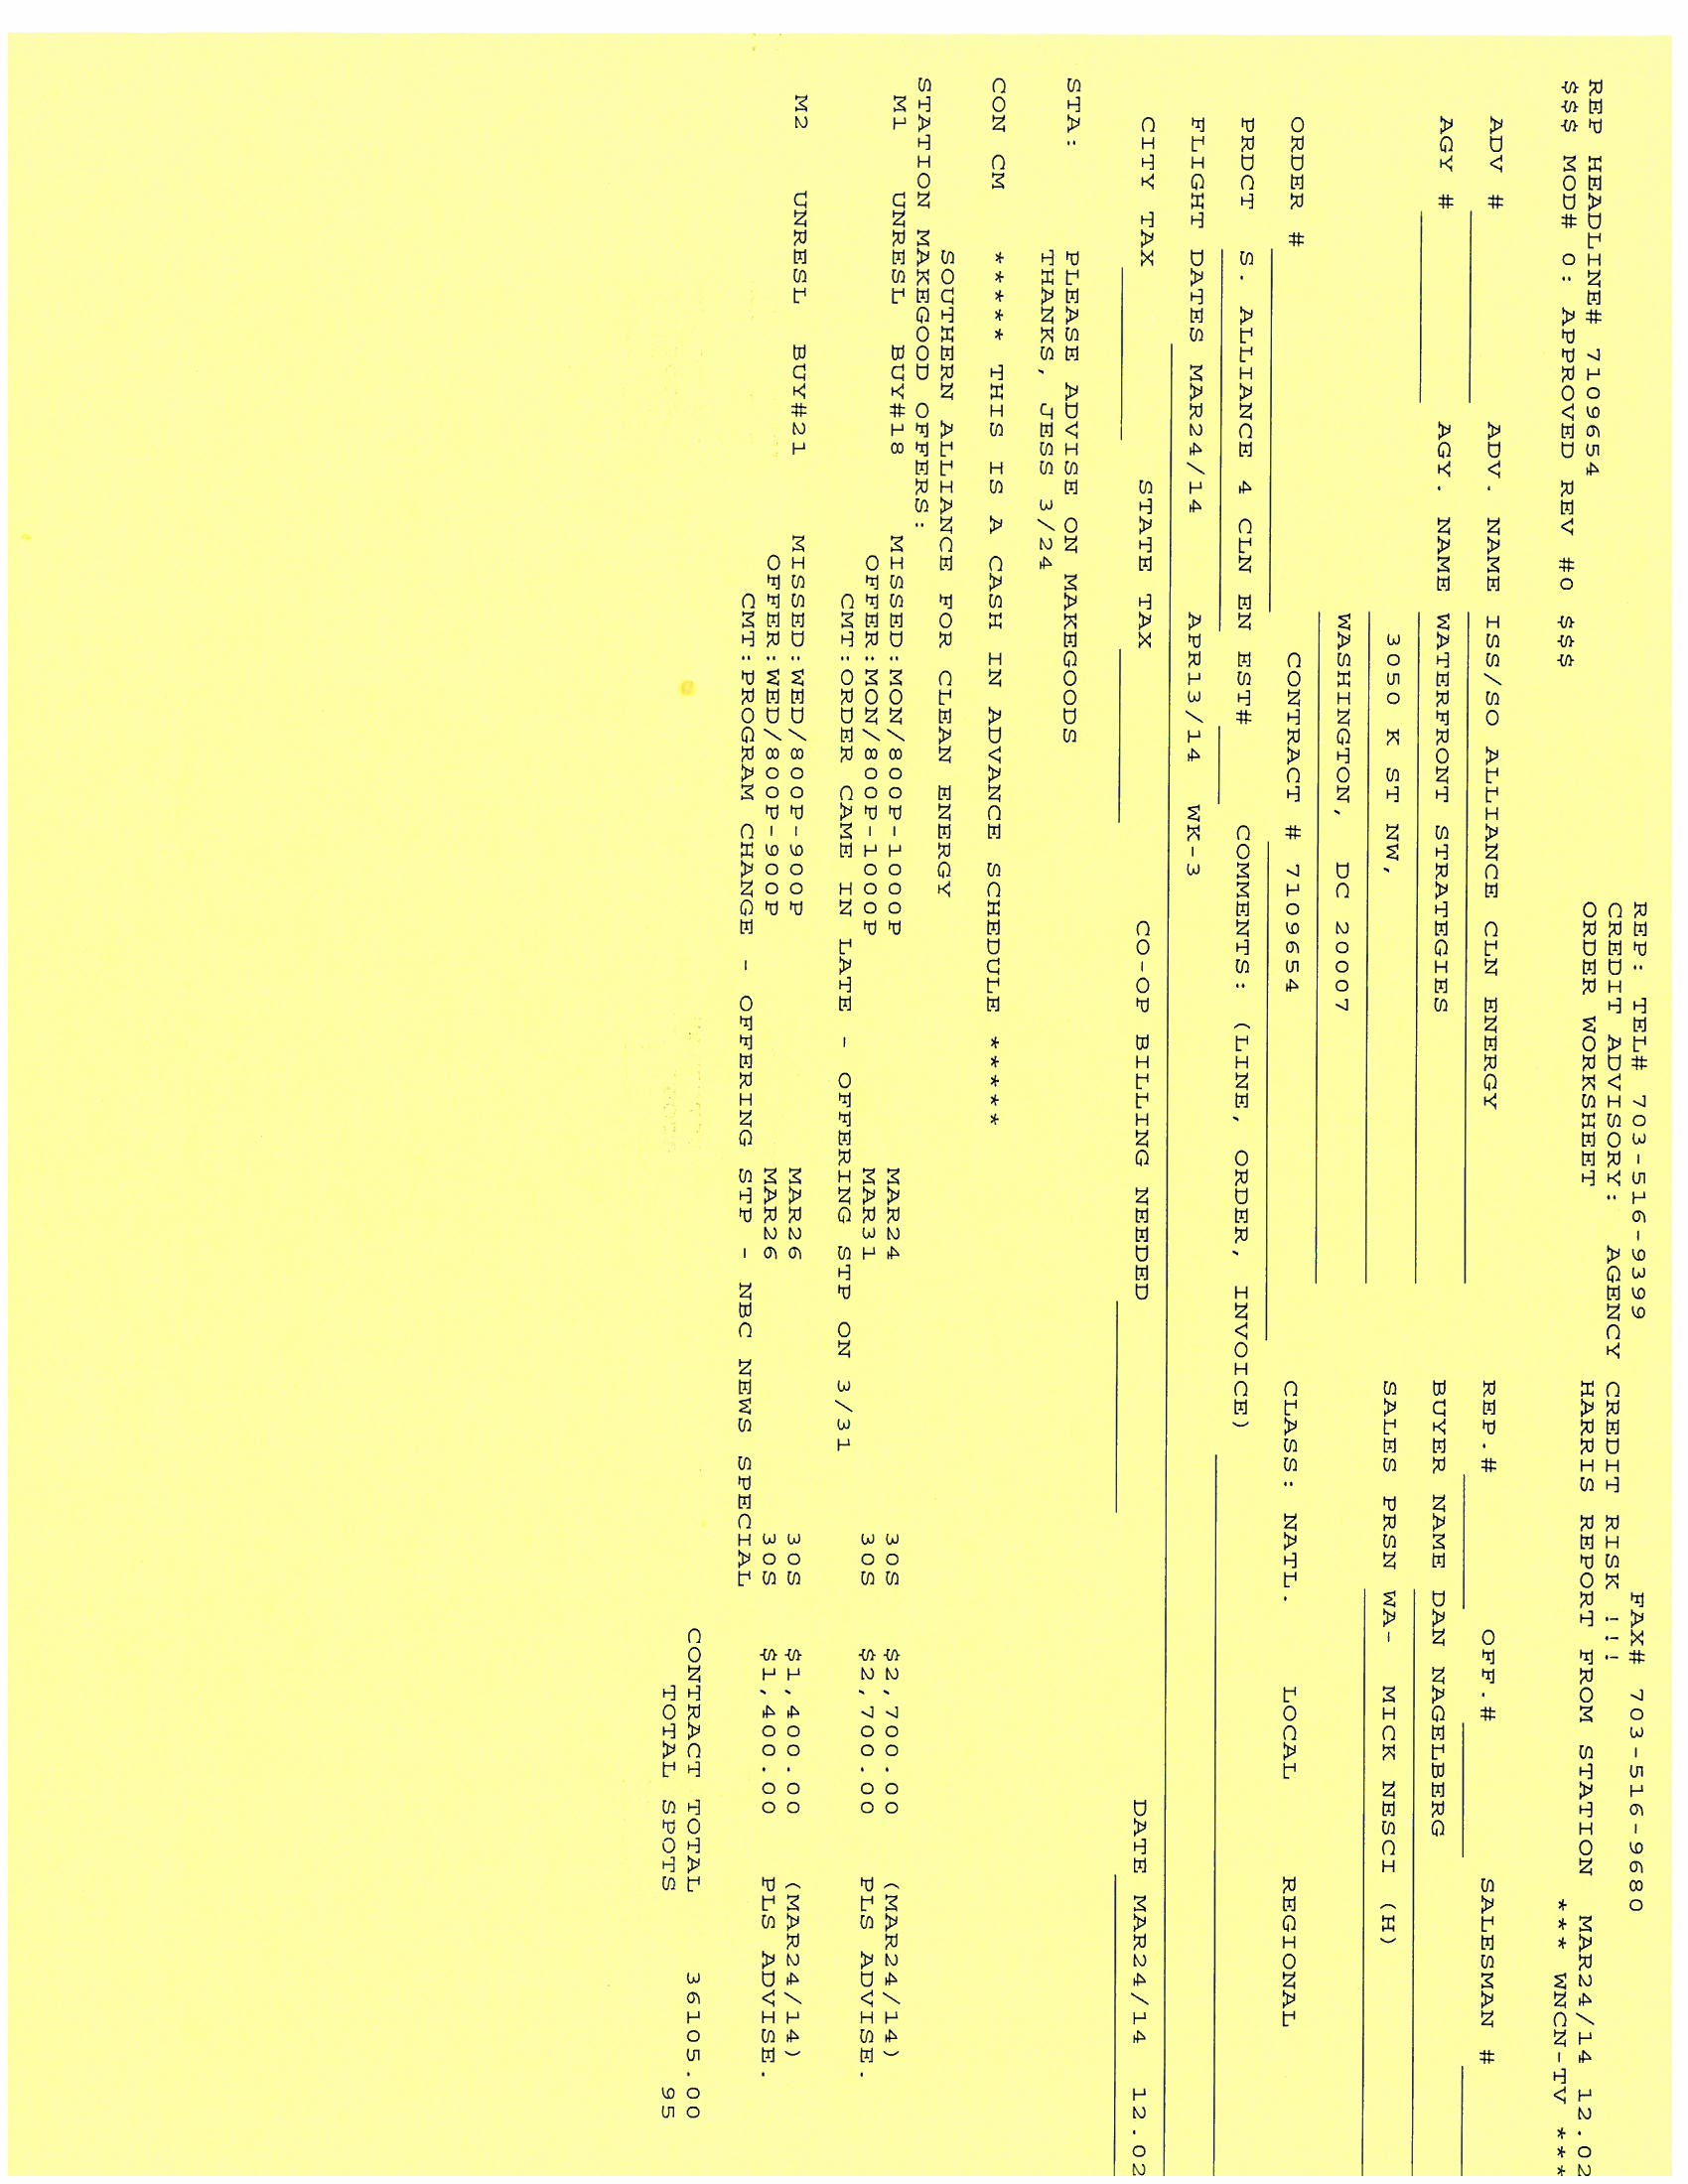 REP: TEL# 703-516-9399 FAX# 703-516-9680
CREDIT ADVISORY: AGENCY CREDIT RISK !!!
REP HEADLINE# 7109654 ORDER WORKSHEET HARRIS REPORT FROM STATION MAR24/14 12.02
$$$ MOD# 0: APPROVED REV #0 $$$ *** WNCN-TV ***
ADV # ADV. NAME ISS/SO ALLIANCE CLN ENERGY REP.# OFF.# SALESMAN #
AGY # AGY. NAME WATERFRONT STRATEGIES BUYER NAME DAN NAGELBERG
3050 K ST NW, SALES PRSN WA- MICK NESCI (H)
WASHINGTON, DC 20007
ORDER # CONTRACT # 7109654 CLASS: NATL. LOCAL REGIONAL
PRDCT S. ALLIANCE 4 CLN EN EST# COMMENTS: (LINE, ORDER, INVOICE)
FLIGHT DATES MAR24/14 APR13/14 WK-3
CITY TAX STATE TAX CO-OP BILLING NEEDED DATE MAR24/14 12.02
STA: PLEASE ADVISE ON MAKEGOODS
THANKS, JESS 3/24
CON CM ***** THIS IS A CASH IN ADVANCE SCHEDULE *****
SOUTHERN ALLIANCE FOR CLEAN ENERGY
STATION MAKEGOOD OFFERS:
M1 UNRESL BUY#18 MISSED:MON/800P-1000P MAR24 30S $2,700.00 (MAR24/14)
OFFER:MON/800P-1000P MAR31 30S $2,700.00 PLS ADVISE.
CMT:ORDER CAME IN LATE - OFFERING STP ON 3/31
M2 UNRESL BUY#21 MISSED:WED/800P-900P MAR26 30S $1,400.00 (MAR24/14)
OFFER:WED/800P-900P MAR26 30S $1,400.00 PLS ADVISE.
CMT:PROGRAM CHANGE - OFFERING STP - NBC NEWS SPECIAL
CONTRACT TOTAL 36105.00
TOTAL SPOTS 95